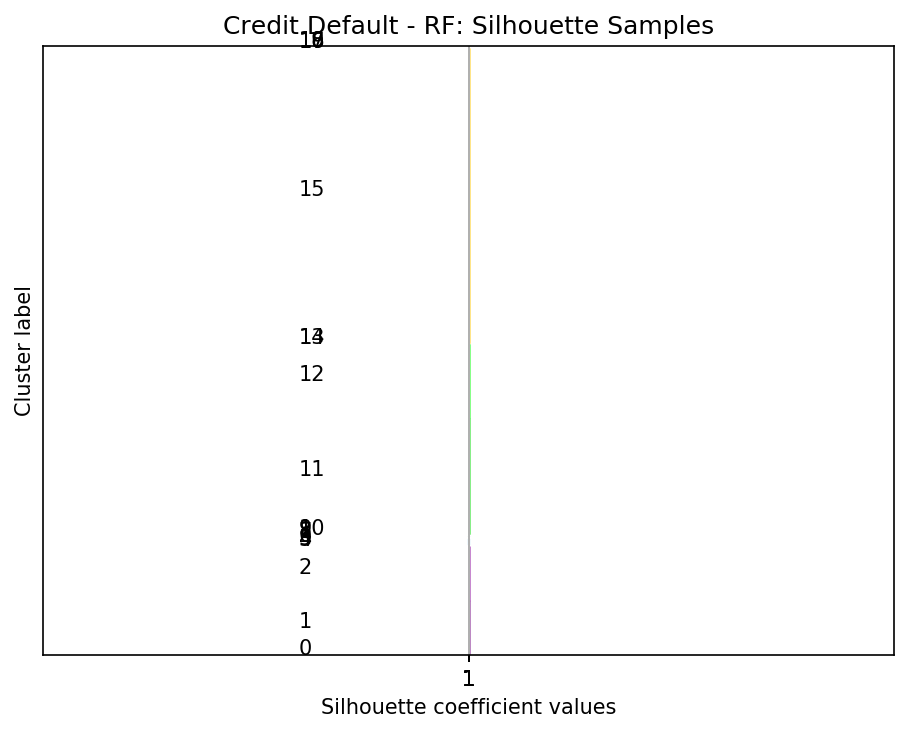 Credit Default - RF: Silhouette Samples
15
12
11
2
1
0
Cluster label
1
Silhouette coefficient values